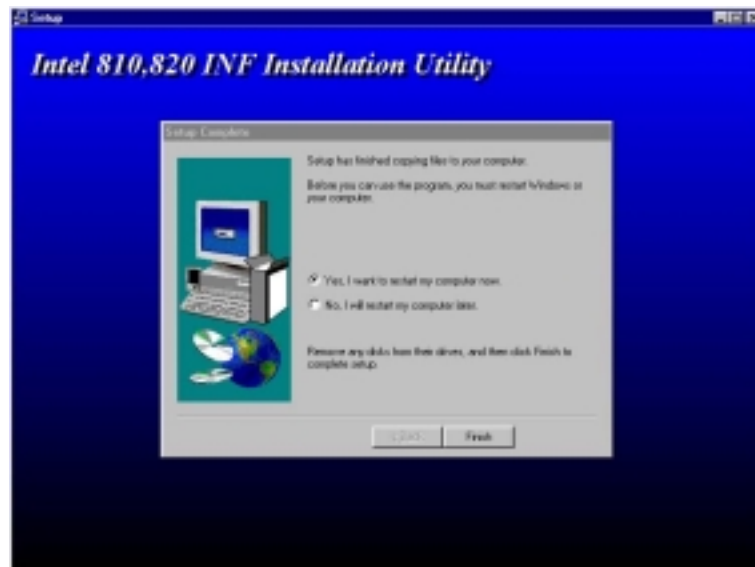 Setup
Intel 810,820 INF Installation Utility
Setup Complete
Setup has finished copying files to your computer.
Before you can use the program, you must restart Windows or
your computer.
Yes, I want to restart my computer now.
No, I will restart my computer later.
Remove any disks from their drives, and then click Finish to
complete setup.
< Back
Finish